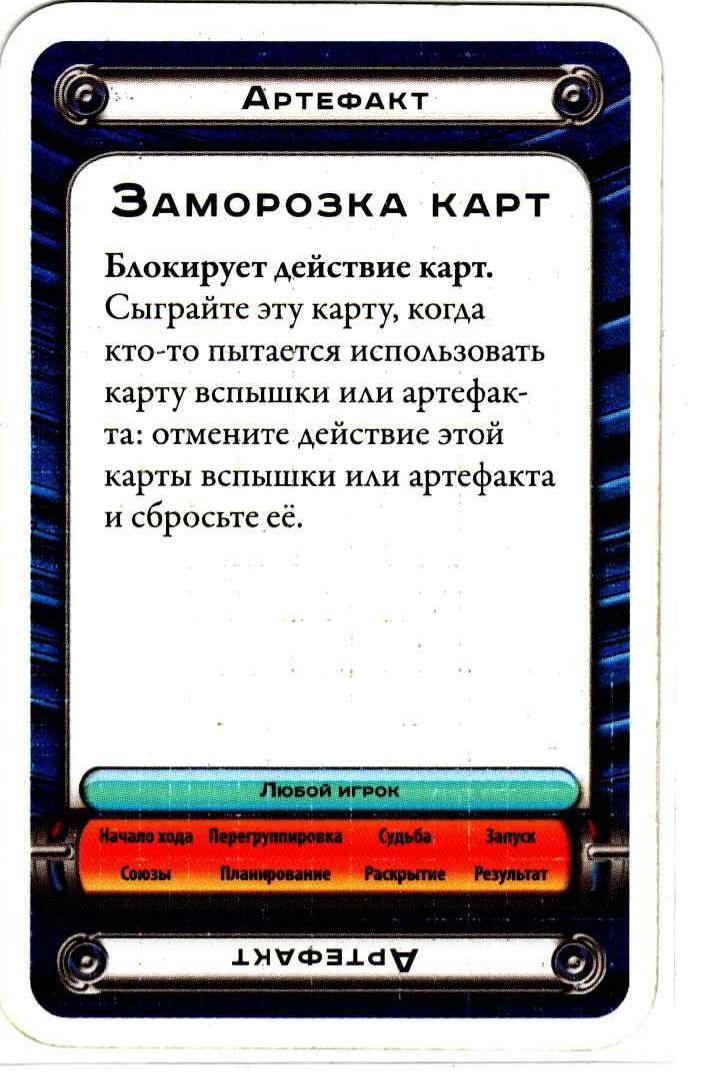 Артефакт
Заморозка карт
Блокирует действие карт.
Сыграйте эту карту, когда
кто-то пытается использовать
карту вспышки или артефак-
та: отмените действие этой
карты вспышки или артефакта
и сбросьте её.
Любой игрок
Начало хода Перегруппировка Судьба Запуск
Союзы Планирование Раскрытие Результат
Артефакт